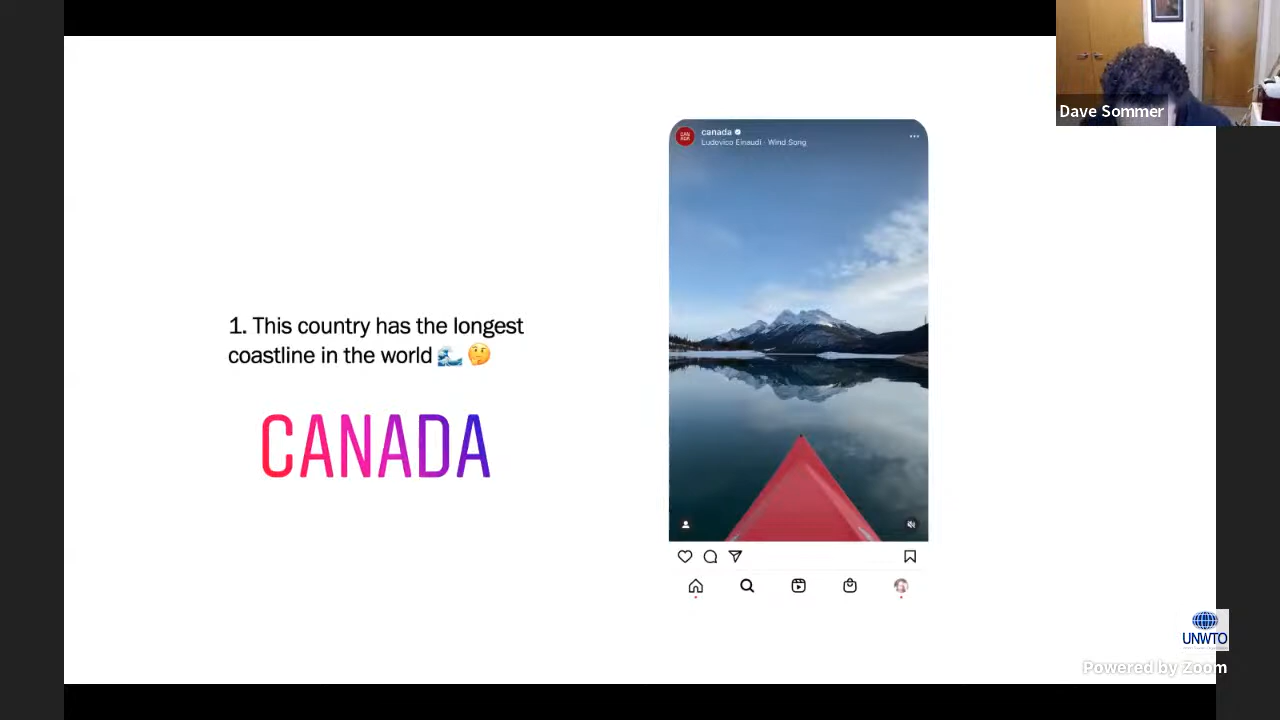 Dave Sommer
canada
Ludovico Einaudi · Wind Song
1. This country has the longest
coastline in the world
CANADA
UNWTO
Powered by Zoom